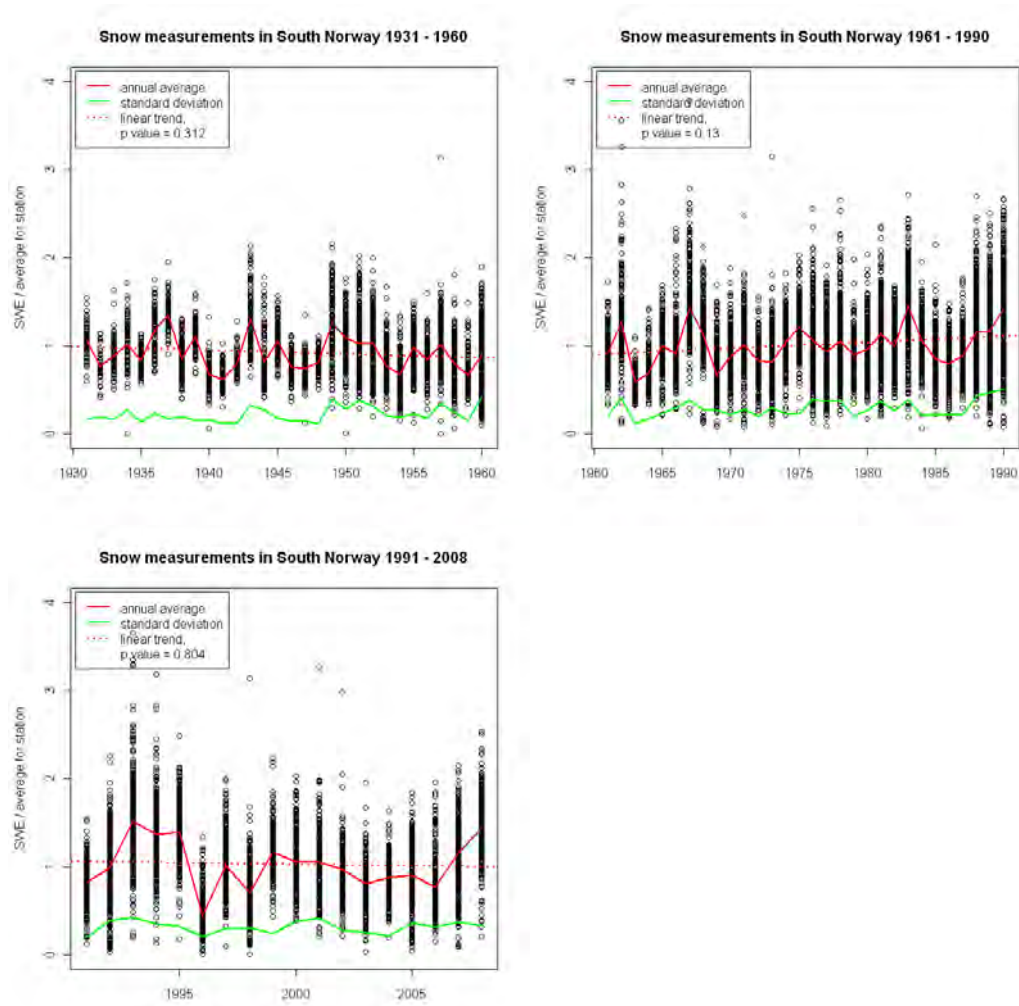 Snow measurements in South Norway 1931 - 1960
annual average
standard deviation
linear trend,
p value = 0.312
SWE / average for station
0
1
2
3
4
1930 1935 1940 1945 1950 1955 1960
Snow measurements in South Norway 1961 - 1990
annual average
standard deviation
linear trend,
p value = 0.13
SWE / average for station
0
1
2
3
4
1960 1965 1970 1975 1980 1985 1990
Snow measurements in South Norway 1991 - 2008
annual average
standard deviation
linear trend,
p value = 0.804
SWE / average for station
0
1
2
3
4
1995 2000 2005